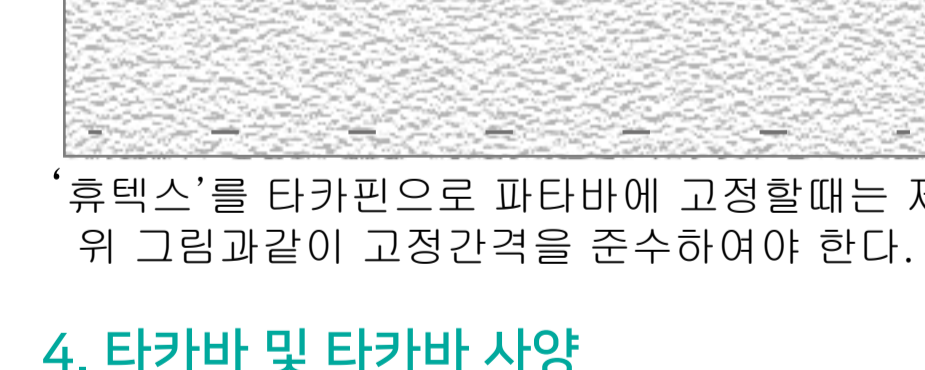 ‘휴텍스’를 타카핀으로 파타바에 고정할때는
위 그림과같이 고정간격을 준수하여야 한다.
4. 타카바 및 타카바 사양